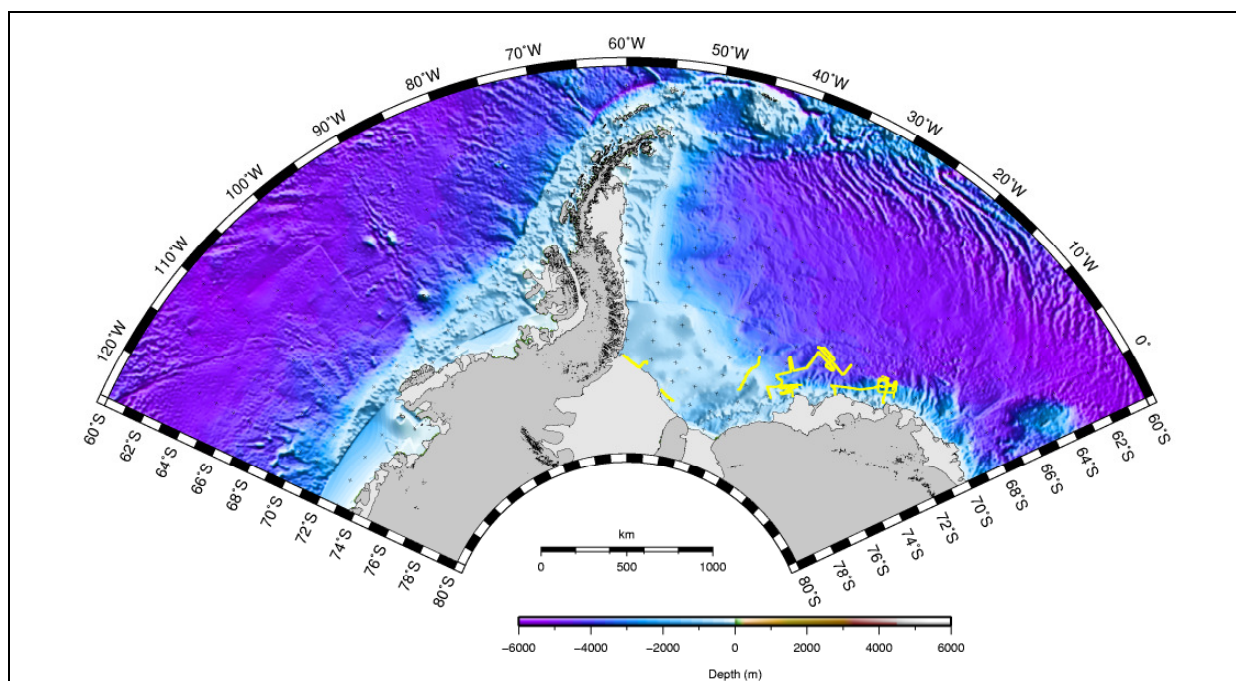 120˚W
110˚W
100˚W
90˚W
80˚W
70˚W
60˚W
50˚W
40˚W
30˚W
20˚W
10˚W
0˚
60˚S
62˚S
64˚S
66˚S
68˚S
70˚S
72˚S
74˚S
76˚S
78˚S
80˚S
60˚S
62˚S
64˚S
66˚S
68˚S
70˚S
72˚S
74˚S
76˚S
78˚S
80˚S
km
0 500 1000
−6000 −4000 −2000 0 2000 4000 6000
Depth (m)